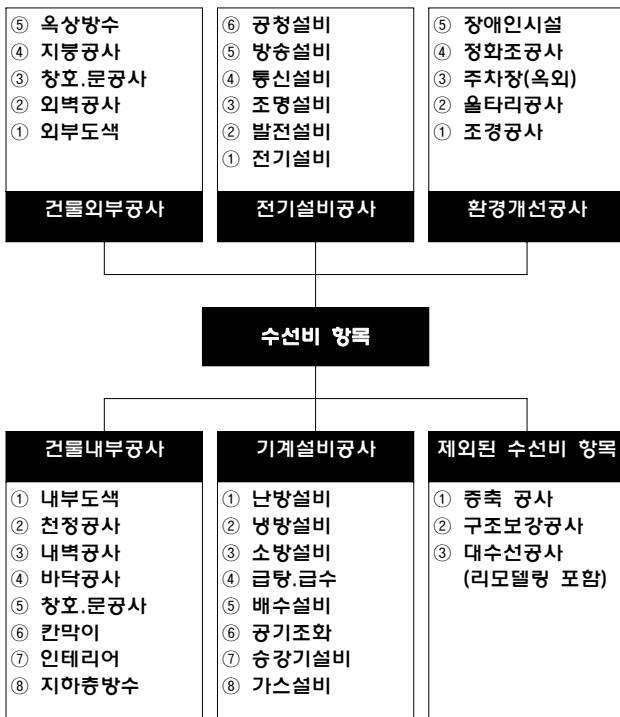 ⑤ 옥상방수
④ 지붕공사
③ 창호.문공사
② 외벽공사
① 외부도색
건물외부공사
⑥ 공청설비
⑤ 방송설비
④ 통신설비
③ 조명설비
② 발전설비
① 전기설비
전기설비공사
⑤ 장애인시설
④ 정화조공사
③ 주차장(옥외)
② 울타리공사
① 조경공사
환경개선공사
수선비 항목
건물내부공사
① 내부도색
② 천정공사
③ 내벽공사
④ 바닥공사
⑤ 창호.문공사
⑥ 칸막이
⑦ 인테리어
⑧ 지하층방수
기계설비공사
① 난방설비
② 냉방설비
③ 소방설비
④ 급탕.급수
⑤ 배수설비
⑥ 공기조화
⑦ 승강기설비
⑧ 가스설비
제외된 수선비 항목
① 증축 공사
② 구조보강공사
③ 대수선공사
(리모델링 포함)